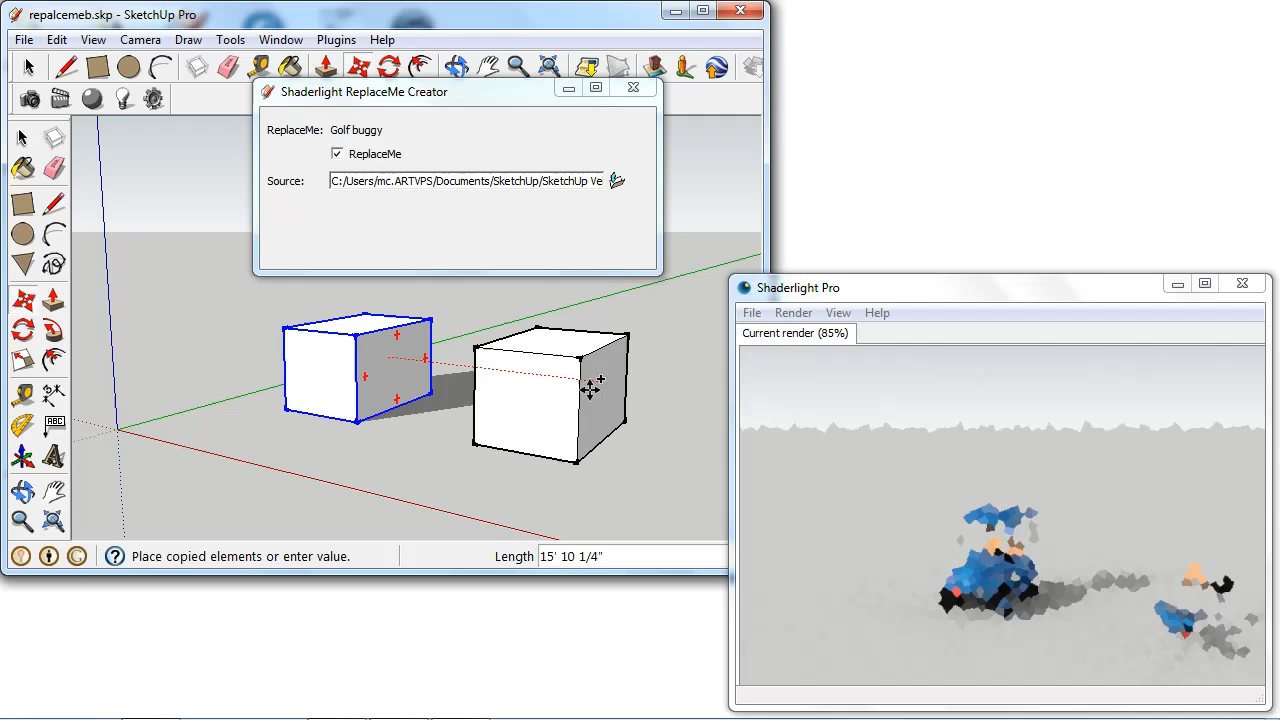 repalcemeb.skp - SketchUp Pro
File Edit View Camera Draw Tools Window Plugins Help
Shaderlight ReplaceMe Creator
ReplaceMe: Golf buggy
ReplaceMe
Source: C:/Users/mc.ARTVPS/Documents/SketchUp/SketchUp Ve
ABC
Place copied elements or enter value.
Length 15' 10 1/4"
Shaderlight Pro
File Render View Help
Current render (85%)